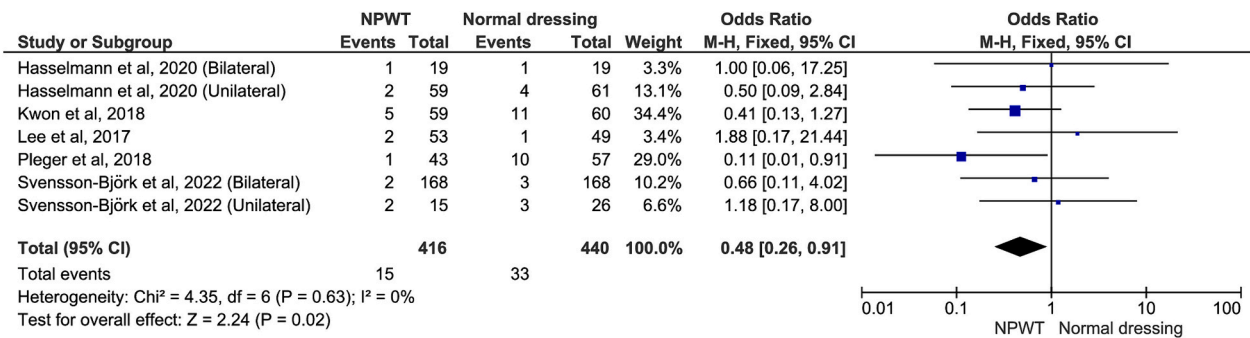 NPWT Normal dressing Odds Ratio Odds Ratio
Study or Subgroup Events Total Events Total Weight M-H, Fixed, 95% CI M-H, Fixed, 95% CI
Hasselmann et al, 2020 (Bilateral) 1 19 1 19 3.3% 1.00 [0.06, 17.25]
Hasselmann et al, 2020 (Unilateral) 2 59 4 61 13.1% 0.50 [0.09, 2.84]
Kwon et al, 2018 5 59 11 60 34.4% 0.41 [0.13, 1.27]
Lee et al, 2017 2 53 1 49 3.4% 1.88 [0.17, 21.44]
Pleger et al, 2018 1 43 10 57 29.0% 0.11 [0.01, 0.91]
Svensson-Björk et al, 2022 (Bilateral) 2 168 3 168 10.2% 0.66 [0.11, 4.02]
Svensson-Björk et al, 2022 (Unilateral) 2 15 3 26 6.6% 1.18 [0.17, 8.00]
Total (95% CI) 416 440 100.0% 0.48 [0.26, 0.91]
Total events 15 33
Heterogeneity: Chi² = 4.35, df = 6 (P = 0.63); I² = 0%
Test for overall effect: Z = 2.24 (P = 0.02)
0.01 0.1 1 10 100
NPWT Normal dressing